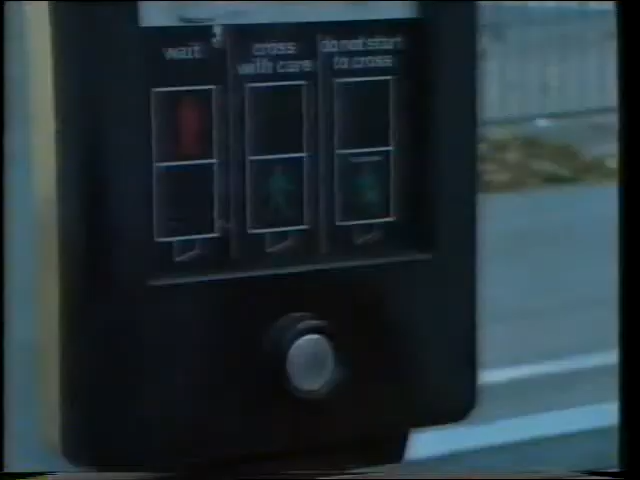 wait
cross
with care
do not start
to cross